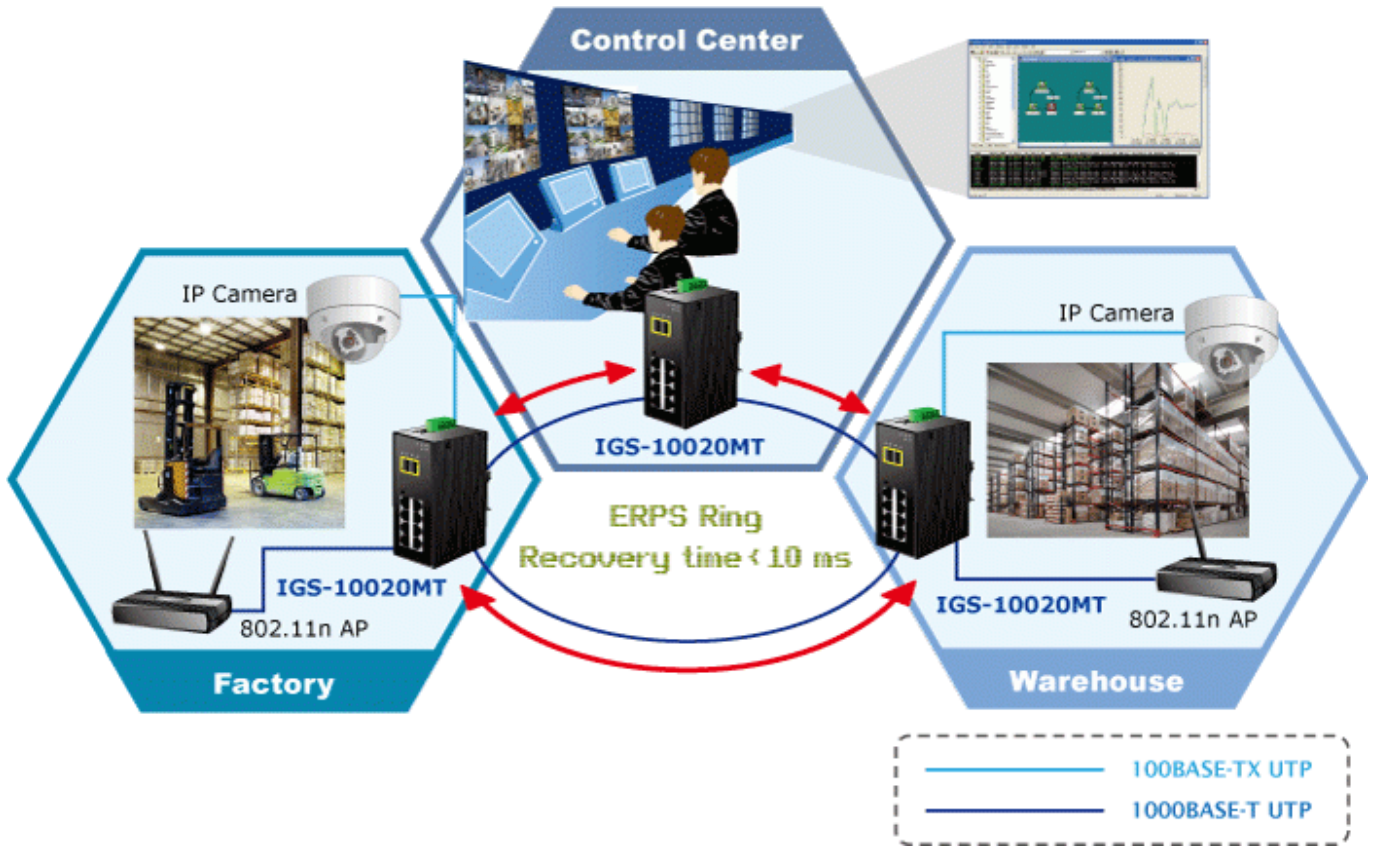 Control Center
IP Camera
IP Camera
IGS-10020MT
ERPS Ring
Recovery time < 10 ms
IGS-10020MT
IGS-10020MT
802.11n AP
802.11n AP
Factory
Warehouse
100BASE-TX UTP
1000BASE-T UTP